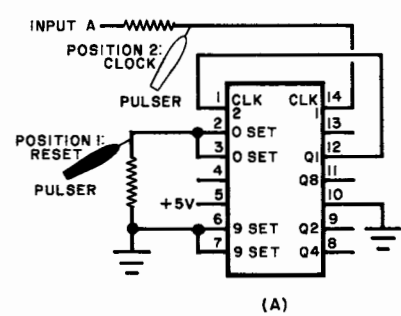 INPUT A
POSITION 2:
CLOCK
PULSER
POSITION 1:
RESET
PULSER
1 CLK 2 CLK 1 14
2 0 SET 13
3 0 SET Q1 12
4 Q8 11
+5V 5 10
6 9 SET Q2 9
7 9 SET Q4 8
(A)